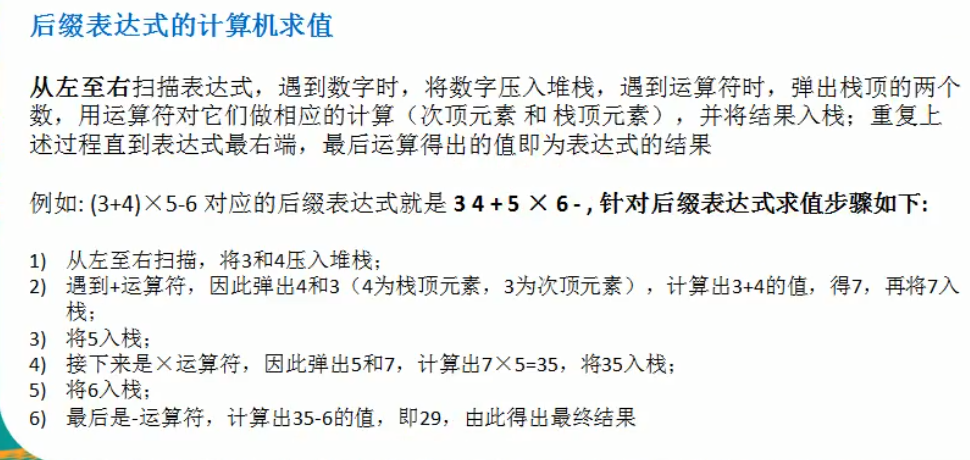 后缀表达式的计算机求值
从左至右扫描表达式，遇到数字时，将数字压入堆栈，遇到运算符时，弹出栈顶的两个
数，用运算符对它们做相应的计算（次顶元素 和 栈顶元素），并将结果入栈；重复上
述过程直到表达式最右端，最后运算得出的值即为表达式的结果
例如: (3+4)×5-6 对应的后缀表达式就是 3 4 + 5 × 6 - , 针对后缀表达式求值步骤如下:
1) 从左至右扫描，将3和4压入堆栈；
2) 遇到+运算符，因此弹出4和3（4为栈顶元素，3为次顶元素），计算出3+4的值，得7，再将7入
栈；
3) 将5入栈；
4) 接下来是×运算符，因此弹出5和7，计算出7×5=35，将35入栈；
5) 将6入栈；
6) 最后是-运算符，计算出35-6的值，即29，由此得出最终结果